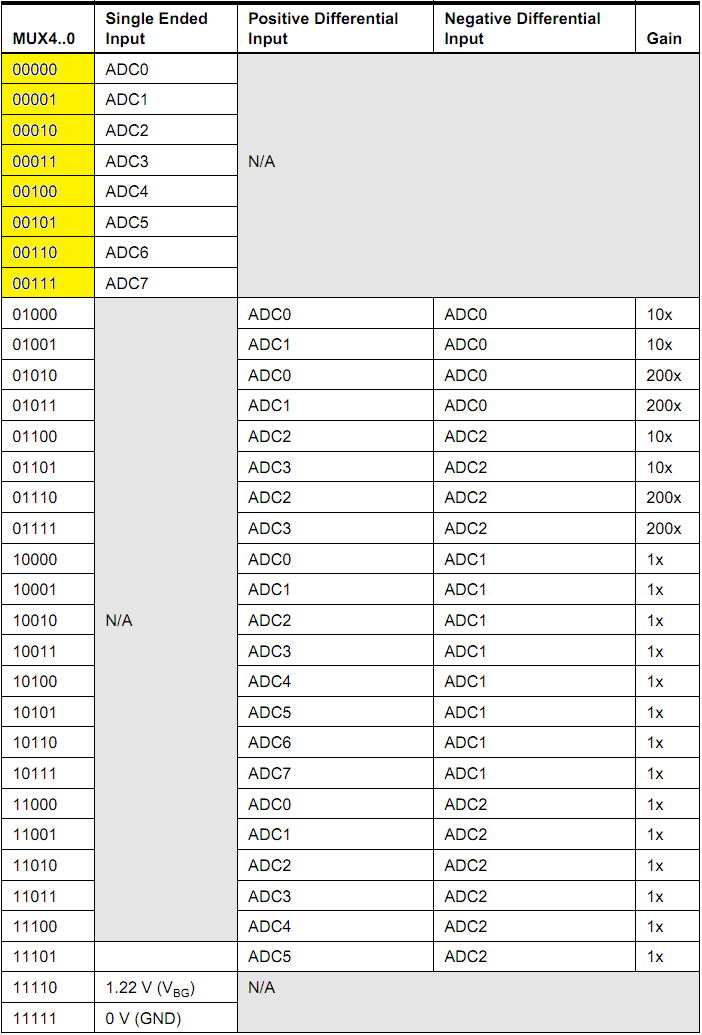 MUX4..0 Single Ended Input Positive Differential Input Negative Differential Input Gain
00000 ADC0
00001 ADC1
00010 ADC2
00011 ADC3 N/A
00100 ADC4
00101 ADC5
00110 ADC6
00111 ADC7
01000 ADC0 ADC0 10x
01001 ADC1 ADC0 10x
01010 ADC0 ADC0 200x
01011 ADC1 ADC0 200x
01100 ADC2 ADC2 10x
01101 ADC3 ADC2 10x
01110 ADC2 ADC2 200x
01111 ADC3 ADC2 200x
10000 ADC0 ADC1 1x
10001 ADC1 ADC1 1x
10010 N/A ADC2 ADC1 1x
10011 ADC3 ADC1 1x
10100 ADC4 ADC1 1x
10101 ADC5 ADC1 1x
10110 ADC6 ADC1 1x
10111 ADC7 ADC1 1x
11000 ADC0 ADC2 1x
11001 ADC1 ADC2 1x
11010 ADC2 ADC2 1x
11011 ADC3 ADC2 1x
11100 ADC4 ADC2 1x
11101 ADC5 ADC2 1x
11110 1.22 V (VBG) N/A
11111 0 V (GND)